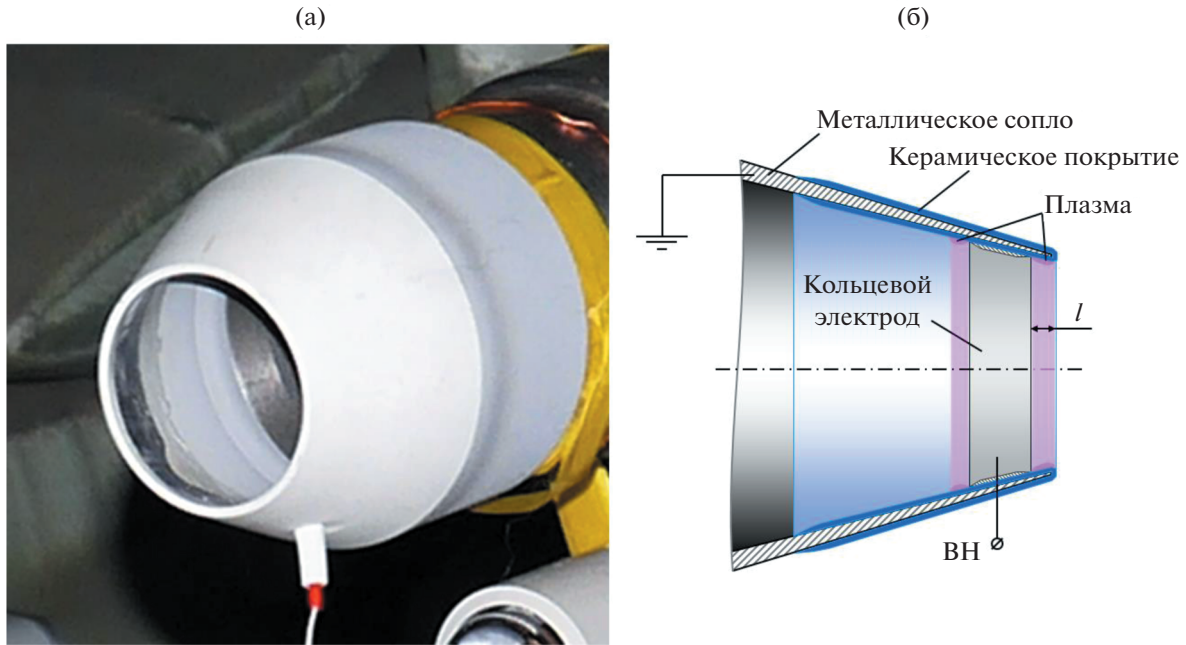 (а)
(б)
Металлическое сопло
Керамическое покрытие
Плазма
Кольцевой
электрод
l
ВН